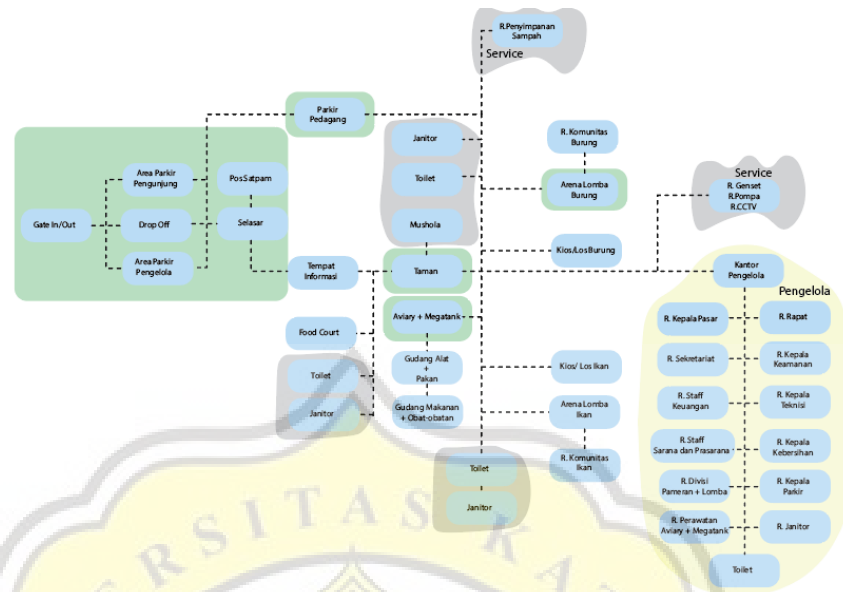 R.Penyimpanan
Sampah
Service
Parkir
Pedagang
Janitor
Toilet
Mushola
R. Komunitas
Burung
Arena Lomba
Burung
Service
R. Genset
R.Pompa
R.CCTV
Area Parkir
Pengunjung
Pos Satpam
Gate In/Out
Drop Off
Selasar
Area Parkir
Pengelola
Tempat
Informasi
Taman
Kios/Los Burung
Kantor
Pengelola
Pengelola
Food Court
Aviary + Megatank
R. Kepala Pasar
R. Rapat
Toilet
Janitor
Gudang Alat
+
Pakan
Gudang Makanan
+ Obat-obatan
Kios/ Los Ikan
Arena Lomba
Ikan
R. Komunitas
Ikan
R. Sekretariat
R. Kepala
Keamanan
R. Staff
Keuangan
R. Kepala
Teknisi
R.Staff
Sarana dan Prasarana
R. Kepala
Kebersihan
R.Divisi
Pameran + Lomba
R. Kepala
Parkir
R. Perawatan
Aviary + Megatank
R. Janitor
Toilet
Toilet
Janitor
ERSITAS KAT